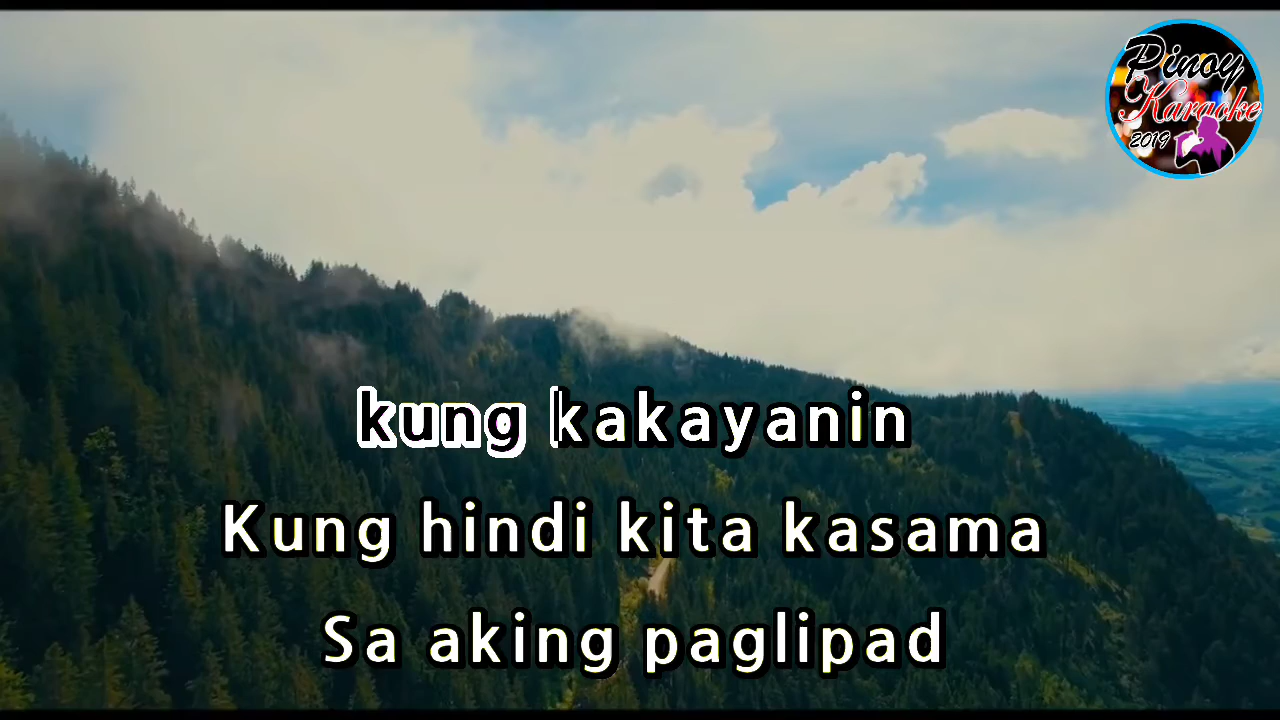 Pinoy
Karaoke
2019
kung kakayanin
Kung hindi kita kasama
Sa aking paglipad